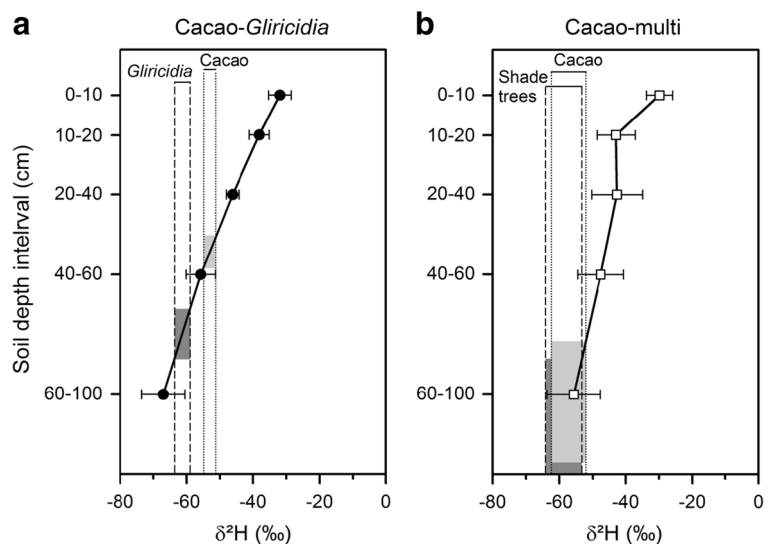 a
Cacao-Gliricidia
Soil depth intelrval (cm)
Gliricidia
Cacao
0-10
10-20
20-40
40-60
60-100
-80
-60
-40
-20
0
δ²H (‰)
b
Cacao-multi
Cacao
Shade
trees
0-10
10-20
20-40
40-60
60-100
-80
-60
-40
-20
0
δ²H (‰)